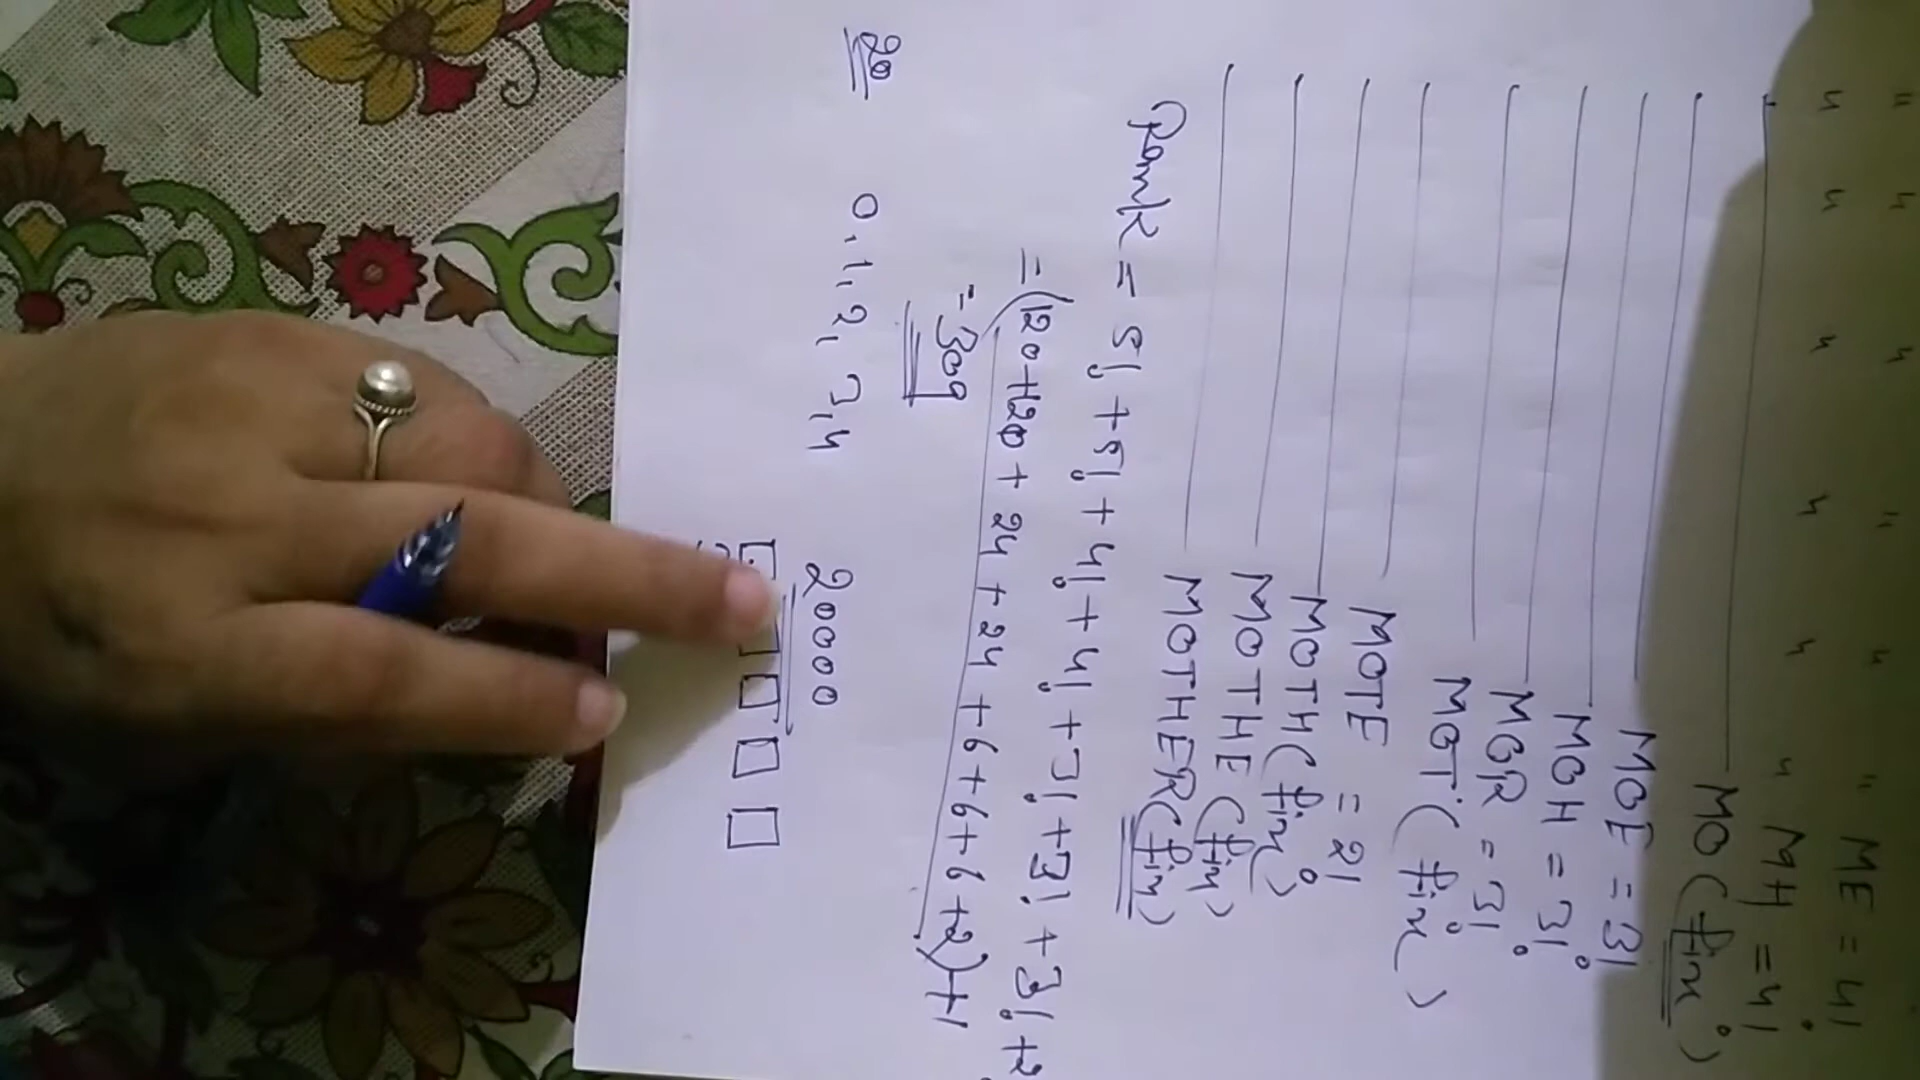 " " " " " " ME = 4!
" " " " " " MH = 4!
MO (fix)
MOE = 3!
MOH = 3!
MOR = 3!
MOT (fix)
MOTE = 2!
MOTH (fix)
MOTHE (fix)
MOTHER (fix)
Rank = 5! + 5! + 4! + 4! + 3! + 3! + 3! + 2
= (120 + 120 + 24 + 24 + 6 + 6 + 6 + 2) + 1
= 309
20 0, 1, 2, 3, 4 20000